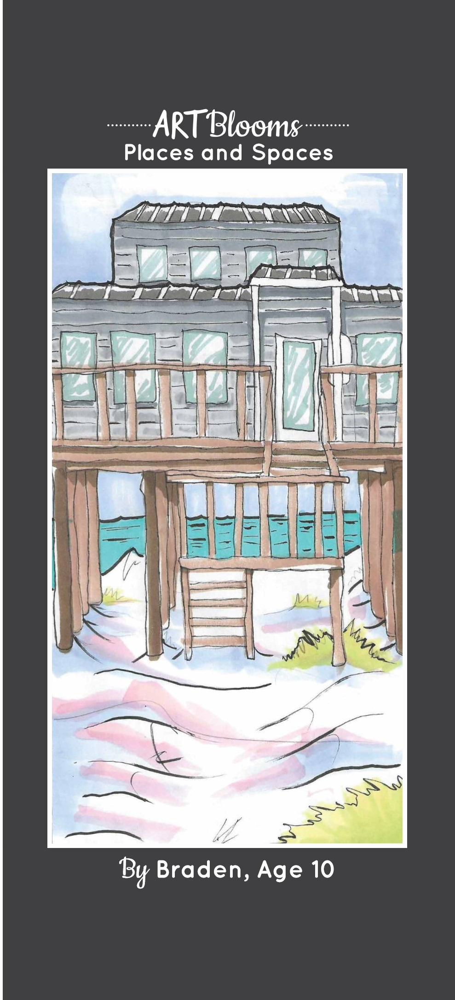 ART Blooms
Places and Spaces
By Braden, Age 10